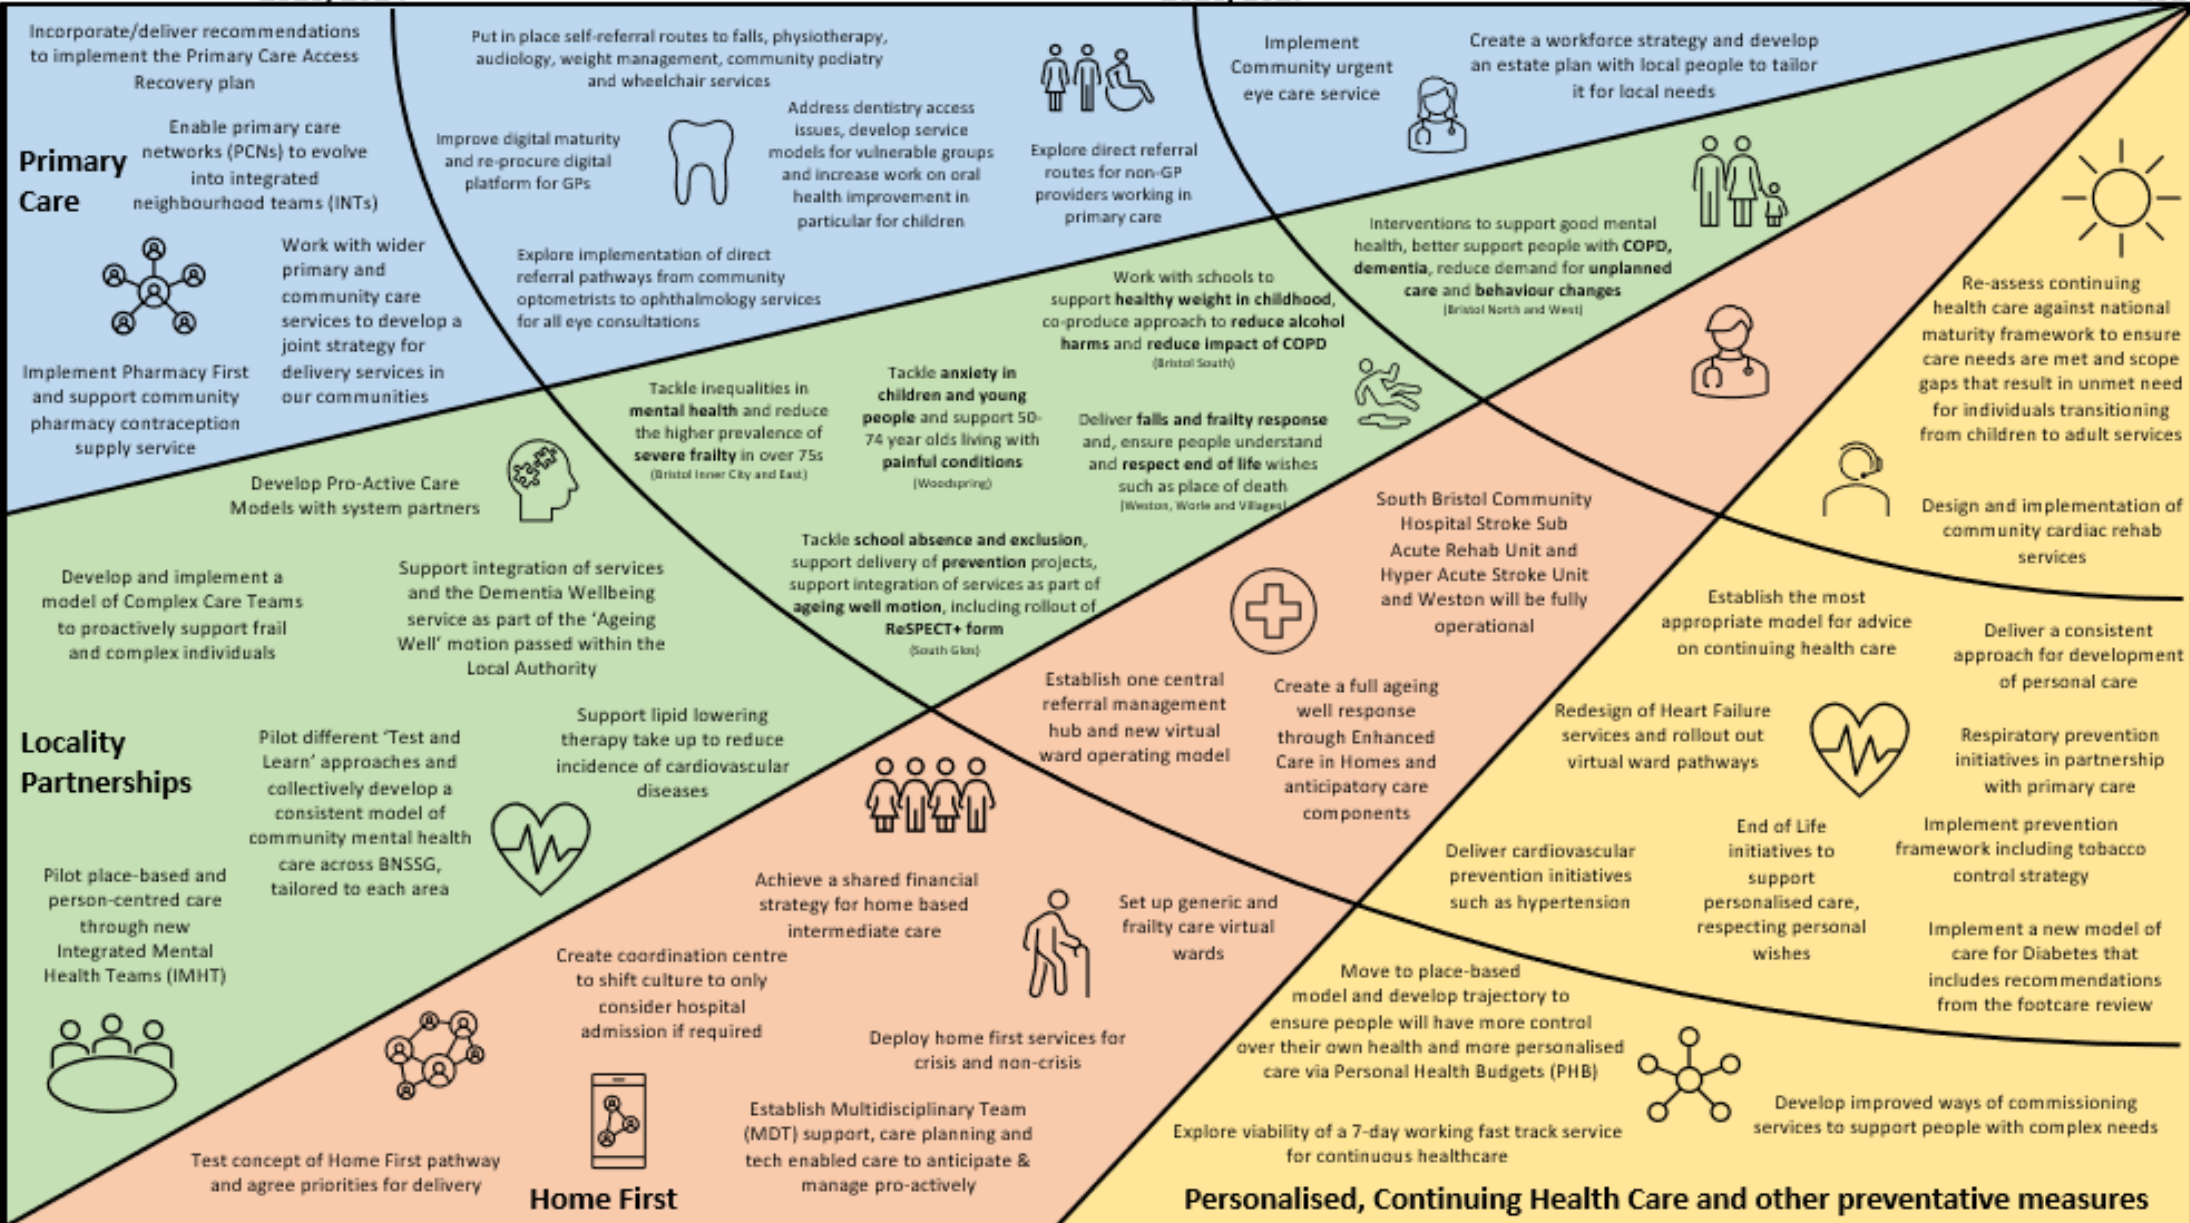 Incorporate/deliver recommendations
to implement the Primary Care Access
Recovery plan
Primary
Care
Enable primary care
networks (PCNs) to evolve
into integrated
neighbourhood teams (INTs)
Work with wider
primary and
community care
services to develop a
joint strategy for
delivery services in
our communities
Implement Pharmacy First
and support community
pharmacy contraception
supply service
Put in place self-referral routes to falls, physiotherapy,
audiology, weight management, community podiatry
and wheelchair services
Improve digital maturity
and re-procure digital
platform for GPs
Address dentistry access
issues, develop service
models for vulnerable groups
and increase work on oral
health improvement in
particular for children
Explore direct referral
routes for non-GP
providers working in
primary care
Explore implementation of direct
referral pathways from community
optometrists to ophthalmology services
for all eye consultations
Implement
Community urgent
eye care service
Create a workforce strategy and develop
an estate plan with local people to tailor
it for local needs
Develop Pro-Active Care
Models with system partners
Develop and implement a
model of Complex Care Teams
to proactively support frail
and complex individuals
Support integration of services
and the Dementia Wellbeing
service as part of the 'Ageing
Well' motion passed within the
Local Authority
Support lipid lowering
therapy take up to reduce
incidence of cardiovascular
diseases
Locality
Partnerships
Pilot different 'Test and
Learn' approaches and
collectively develop a
consistent model of
community mental health
care across BNSSG,
tailored to each area
Pilot place-based and
person-centred care
through new
Integrated Mental
Health Teams (IMHT)
Tackle inequalities in
mental health and reduce
the higher prevalence of
severe frailty in over 75s
(Bristol Inner City and East)
Tackle anxiety in
children and young
people and support 50-
74 year olds living with
painful conditions
(Woodspring)
Work with schools to
support healthy weight in childhood,
co-produce approach to reduce alcohol
harms and reduce impact of COPD
(Bristol South)
Deliver falls and frailty response
and, ensure people understand
and respect end of life wishes
such as place of death
(Weston, Worle and Villages)
Tackle school absence and exclusion,
support delivery of prevention projects,
support integration of services as part of
ageing well motion, including rollout of
ReSPECT+ form
(South Glos)
Interventions to support good mental
health, better support people with COPD,
dementia, reduce demand for unplanned
care and behaviour changes
(Bristol North and West)
South Bristol Community
Hospital Stroke Sub
Acute Rehab Unit and
Hyper Acute Stroke Unit
and Weston will be fully
operational
Establish one central
referral management
hub and new virtual
ward operating model
Create a full ageing
well response
through Enhanced
Care in Homes and
anticipatory care
components
Achieve a shared financial
strategy for home based
intermediate care
Set up generic and
frailty care virtual
wards
Create coordination centre
to shift culture to only
consider hospital
admission if required
Deploy home first services for
crisis and non-crisis
Establish Multidisciplinary Team
(MDT) support, care planning and
tech enabled care to anticipate &
manage pro-actively
Test concept of Home First pathway
and agree priorities for delivery
Home First
Re-assess continuing
health care against national
maturity framework to ensure
care needs are met and scope
gaps that result in unmet need
for individuals transitioning
from children to adult services
Design and implementation of
community cardiac rehab
services
Establish the most
appropriate model for advice
on continuing health care
Deliver a consistent
approach for development
of personal care
Redesign of Heart Failure
services and rollout out
virtual ward pathways
Respiratory prevention
initiatives in partnership
with primary care
Deliver cardiovascular
prevention initiatives
such as hypertension
End of Life
initiatives to
support
personalised care,
respecting personal
wishes
Implement prevention
framework including tobacco
control strategy
Implement a new model of
care for Diabetes that
includes recommendations
from the footcare review
Move to place-based
model and develop trajectory to
ensure people will have more control
over their own health and more personalised
care via Personal Health Budgets (PHB)
Develop improved ways of commissioning
services to support people with complex needs
Explore viability of a 7-day working fast track service
for continuous healthcare
Personalised, Continuing Health Care and other preventative measures